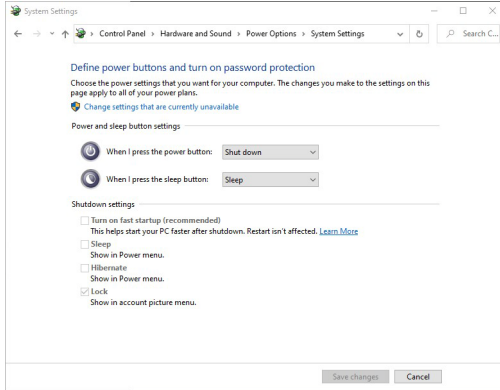 System Settings
Control Panel > Hardware and Sound > Power Options > System Settings
Search C...
Define power buttons and turn on password protection
Choose the power settings that you want for your computer. The changes you make to the settings on this
page apply to all of your power plans.
Change settings that are currently unavailable
Power and sleep button settings
When I press the power button: Shut down
When I press the sleep button: Sleep
Shutdown settings
Turn on fast startup (recommended)
This helps start your PC faster after shutdown. Restart isn't affected. Learn More
Sleep
Show in Power menu.
Hibernate
Show in Power menu.
Lock
Show in account picture menu.
Save changes Cancel